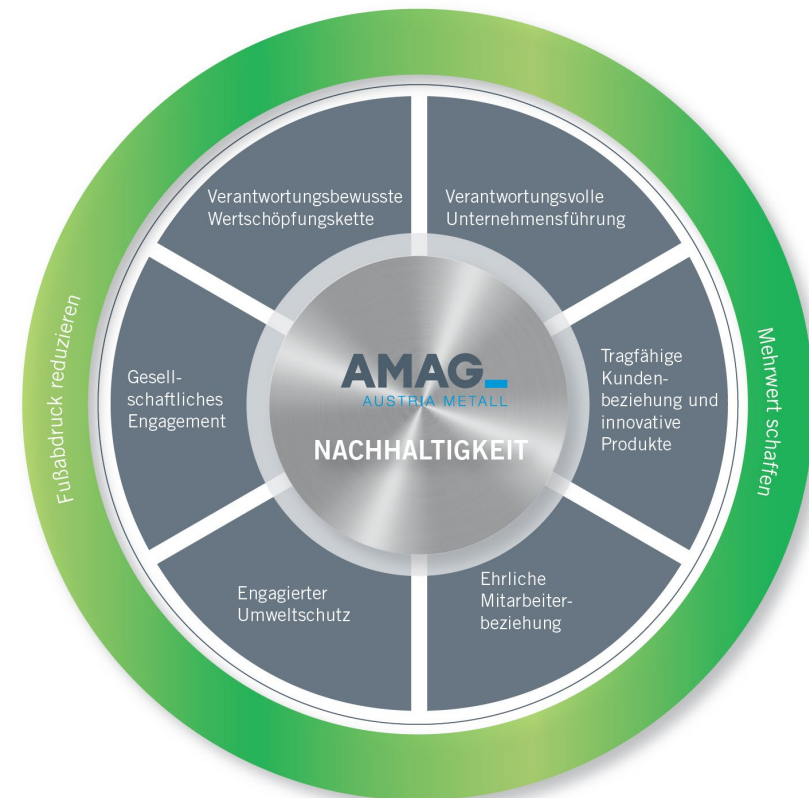 Verantwortungsbewusste
Wertschöpfungskette
Verantwortungsvolle
Unternehmensführung
Tragfähige
Kunden-
beziehung und
innovative
Produkte
Ehrliche
Mitarbeiter-
beziehung
Engagierter
Umweltschutz
Gesell-
schaftliches
Engagement
AMAG_
AUSTRIA METALL
NACHHALTIGKEIT
Fußabdruck reduzieren
Mehrwert schaffen